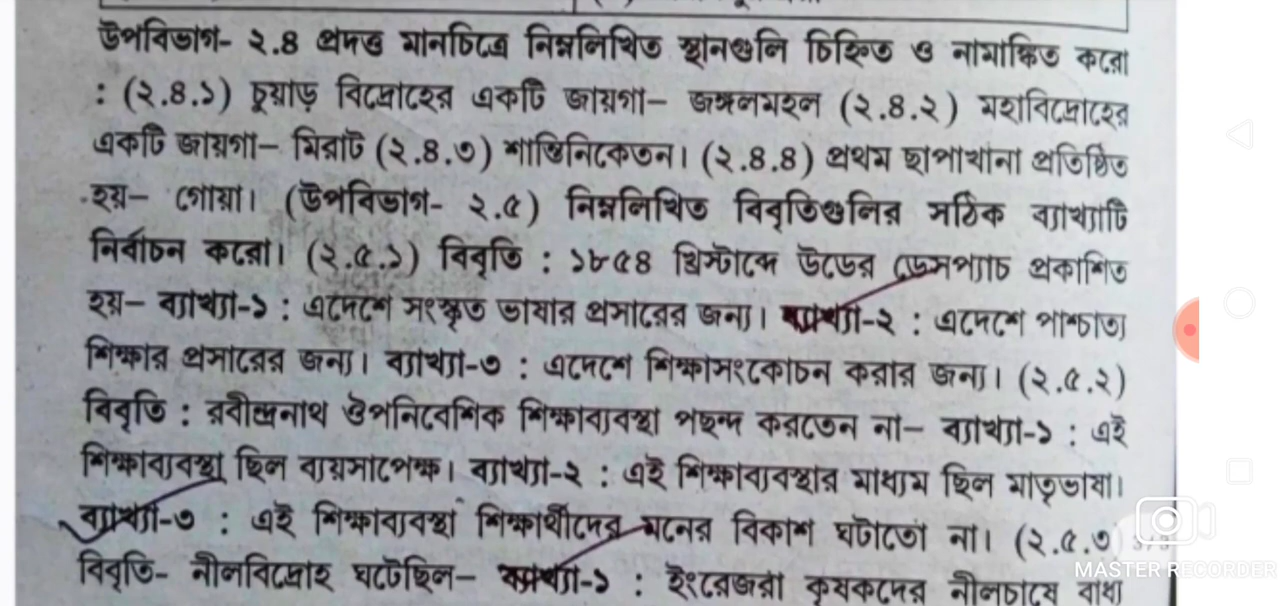 উপবিভাগ- ২.৪ প্রদত্ত মানচিত্রে নিম্নলিখিত স্থানগুলি চিহ্নিত ও নামাঙ্কিত করো
: (২.৪.১) চুয়াড় বিদ্রোহের একটি জায়গা- জঙ্গলমহল (২.৪.২) মহাবিদ্রোহের
একটি জায়গা- মিরাট (২.৪.৩) শান্তিনিকেতন। (২.৪.৪) প্রথম ছাপাখানা প্রতিষ্ঠিত
হয়- গোয়া। (উপবিভাগ- ২.৫) নিম্নলিখিত বিবৃতিগুলির সঠিক ব্যাখ্যাটি
নির্বাচন করো। (২.৫.১) বিবৃতি : ১৮৫৪ খ্রিস্টাব্দে উডের ডেসপ্যাচ প্রকাশিত
হয়- ব্যাখ্যা-১ : এদেশে সংস্কৃত ভাষার প্রসারের জন্য। ব্যাখ্যা-২ : এদেশে পাশ্চাত্য
শিক্ষার প্রসারের জন্য। ব্যাখ্যা-৩ : এদেশে শিক্ষাসংকোচন করার জন্য। (২.৫.২)
বিবৃতি : রবীন্দ্রনাথ ঔপনিবেশিক শিক্ষাব্যবস্থা পছন্দ করতেন না- ব্যাখ্যা-১ : এই
শিক্ষাব্যবস্থা ছিল ব্যয়সাপেক্ষ। ব্যাখ্যা-২ : এই শিক্ষাব্যবস্থার মাধ্যম ছিল মাতৃভাষা।
ব্যাখ্যা-৩ : এই শিক্ষাব্যবস্থা শিক্ষার্থীদের মনের বিকাশ ঘটাতো না। (২.৫.৩)
বিবৃতি- নীলবিদ্রোহ ঘটেছিল- ব্যাখ্যা-১ : ইংরেজরা কৃষকদের নীলচাষে বাধ্য
MASTER RECORDER